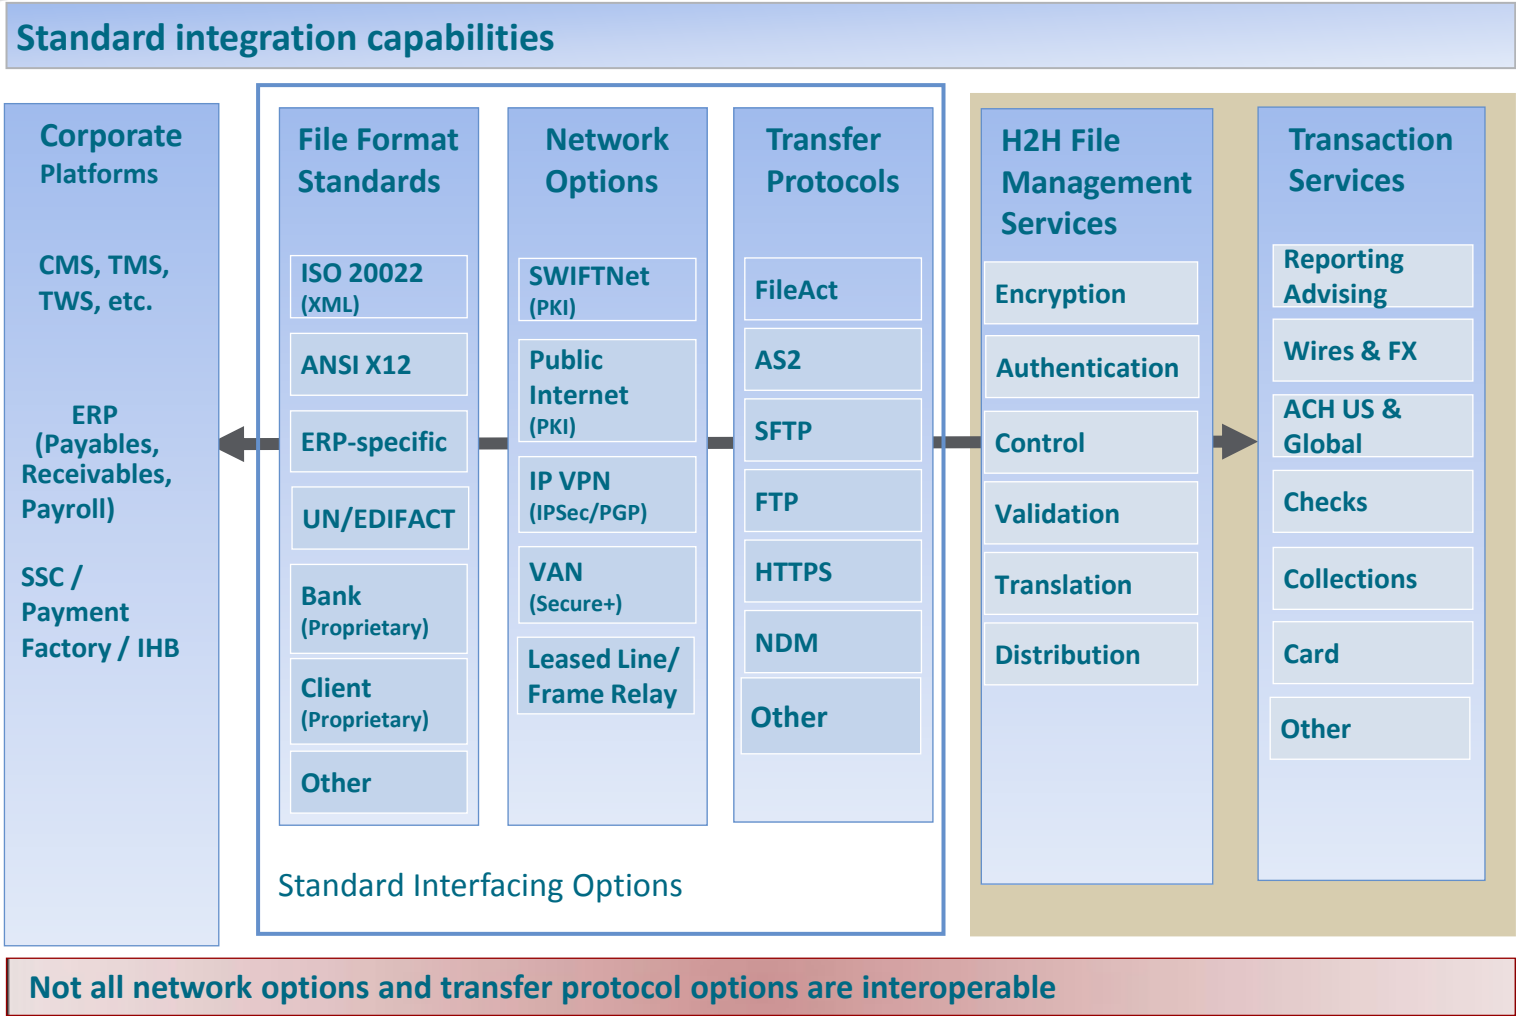 Standard integration capabilities
Corporate
Platforms
CMS, TMS,
TWS, etc.
ERP
(Payables,
Receivables,
Payroll)
SSC /
Payment
Factory / IHB
File Format
Standards
ISO 20022
(XML)
ANSI X12
ERP-specific
UN/EDIFACT
Bank
(Proprietary)
Client
(Proprietary)
Other
Network
Options
SWIFTNet
(PKI)
Public
Internet
(PKI)
IP VPN
(IPSec/PGP)
VAN
(Secure+)
Leased Line/
Frame Relay
Transfer
Protocols
FileAct
AS2
SFTP
FTP
HTTPS
NDM
Other
Standard Interfacing Options
H2H File
Management
Services
Encryption
Authentication
Control
Validation
Translation
Distribution
Transaction
Services
Reporting
Advising
Wires & FX
ACH US &
Global
Checks
Collections
Card
Other
Not all network options and transfer protocol options are interoperable